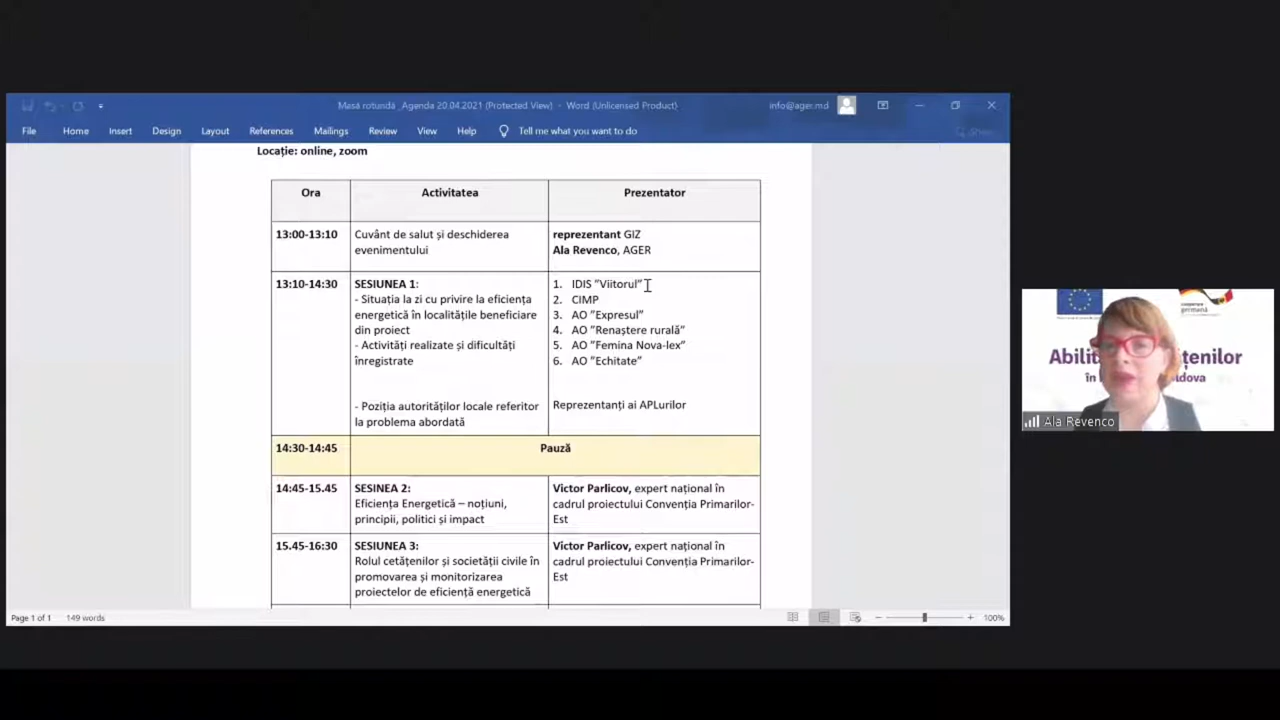 Masă rotundă _Agenda 20.04.2021 (Protected View) - Word (Unlicensed Product)
info@ager.md
File Home Insert Design Layout References Mailings Review View Help Tell me what you want to do Share
Locație: online, zoom
Ora Activitatea Prezentator
13:00-13:10
Cuvânt de salut și deschiderea
evenimentului
reprezentant GIZ
Ala Revenco, AGER
13:10-14:30
SESIUNEA 1:
- Situația la zi cu privire la eficiența
energetică în localitățile beneficiare
din proiect
- Activități realizate și dificultăți
înregistrate
- Poziția autorităților locale referitor
la problema abordată
1. IDIS "Viitorul"
2. CIMP
3. AO "Expresul"
4. AO "Renaștere rurală"
5. AO "Femina Nova-lex"
6. AO "Echitate"
Reprezentanți ai APLurilor
14:30-14:45 Pauză
14:45-15.45
SESINEA 2:
Eficiența Energetică – noțiuni,
principii, politici și impact
Victor Parlicov, expert național în
cadrul proiectului Convenția Primarilor-
Est
15.45-16:30
SESIUNEA 3:
Rolul cetățenilor și societății civile în
promovarea și monitorizarea
proiectelor de eficiență energetică
Victor Parlicov, expert național în
cadrul proiectului Convenția Primarilor-
Est
Page 1 of 1 149 words 100%
cooperare
germană
Abilit țenilor
în dova
Ala Revenco